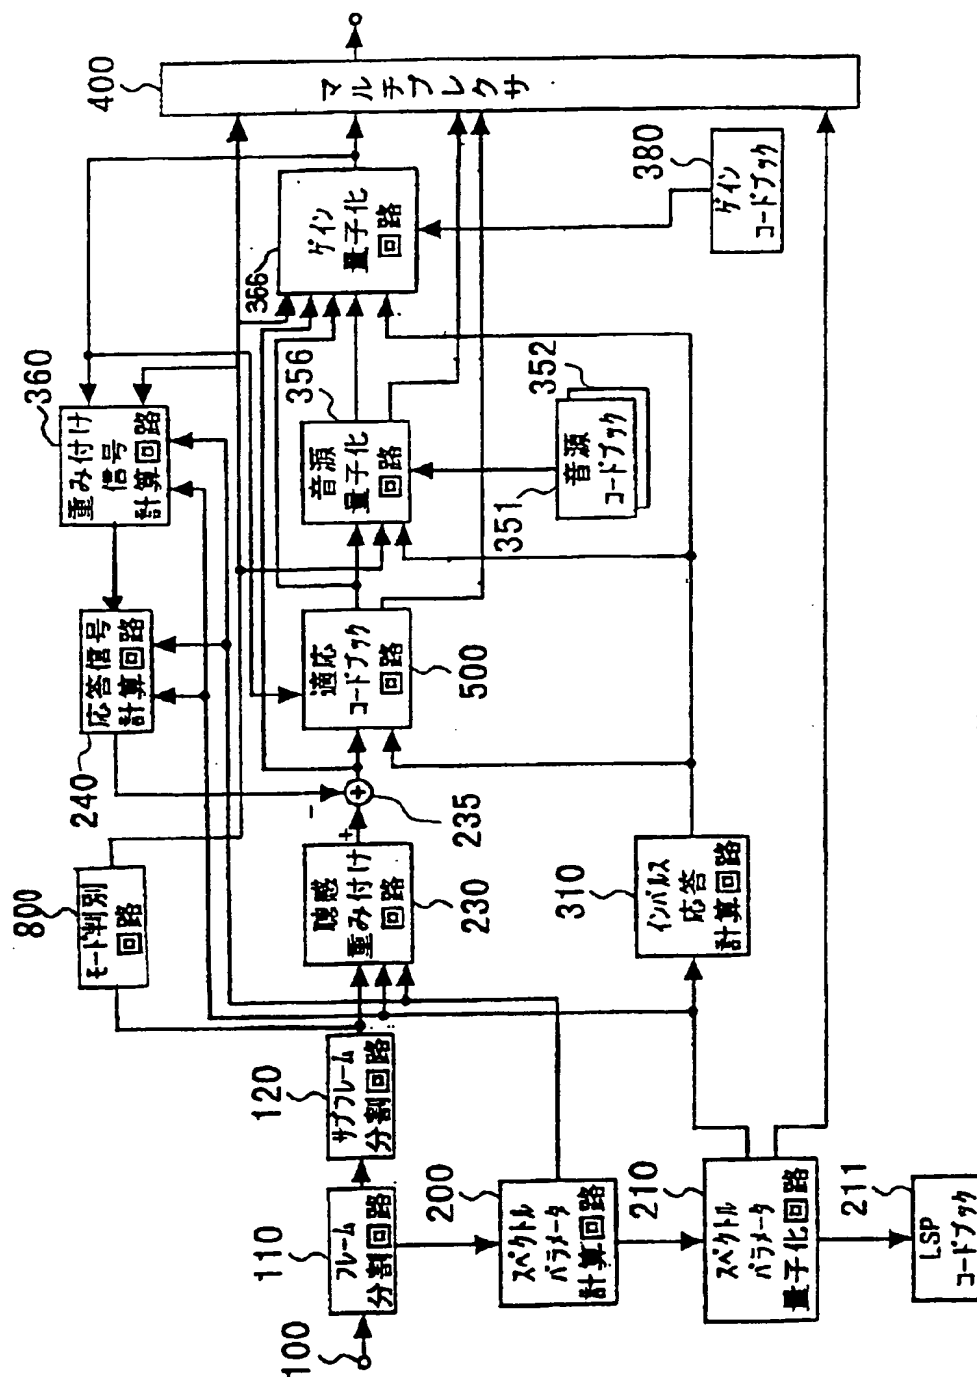 100
110
フレーム
分割回路
120
サブフレーム
分割回路
800
モード判別
回路
200
スペクトル
パラメータ
計算回路
210
スペクトル
パラメータ
量子化回路
211
LSP
コードブック
230
聴感
重み付け
回路
235
+
-
+
240
応答信号
計算回路
310
インパルス
応答
計算回路
500
適応
コードブック
回路
360
重み付け
信号
計算回路
356
音源
量子化
回路
351
352
音源
コードブック
366
ゲイン
量子化
回路
380
ゲイン
コードブック
400
マルチプレクサ